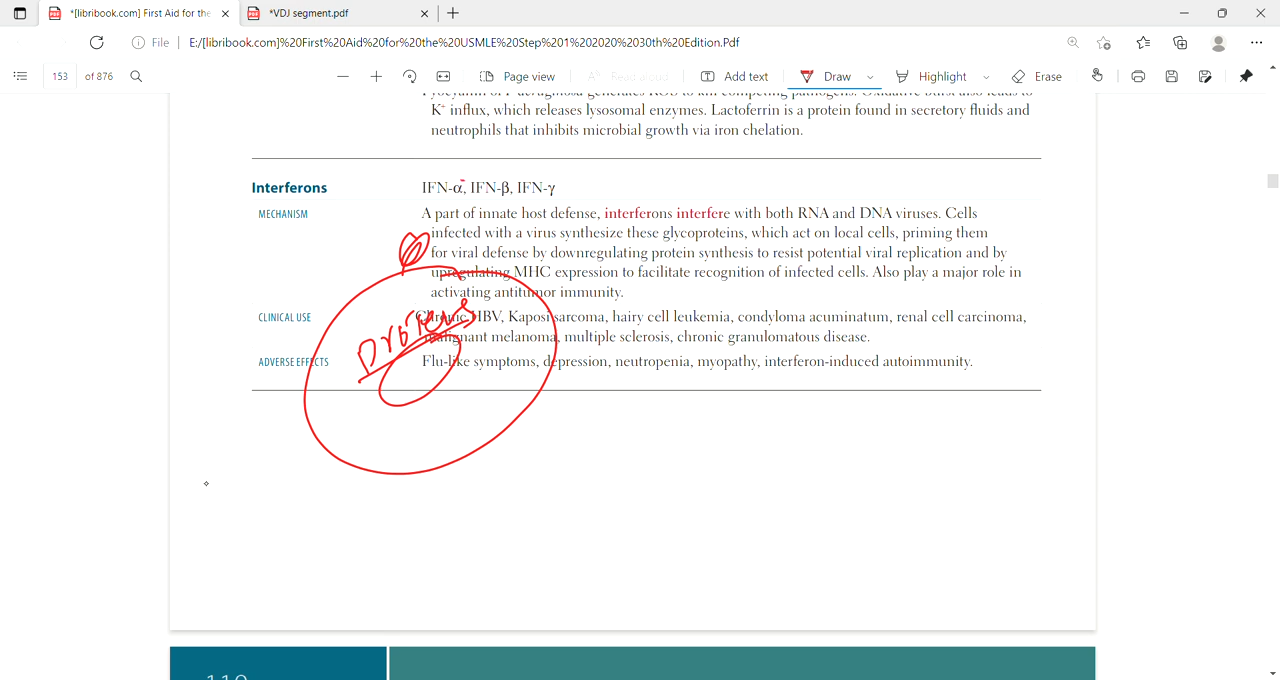 *[libribook.com] First Aid for the
*VDJ segment.pdf
File
E:/[libribook.com]%20First%20Aid%20for%20the%20USMLE%20Step%201%202020%2030th%20Edition.Pdf
153 of 876
Page view
Read aloud
Add text
Draw
Highlight
Erase
K+ influx, which releases lysosomal enzymes. Lactoferrin is a protein found in secretory fluids and
neutrophils that inhibits microbial growth via iron chelation.
Interferons
IFN-α, IFN-β, IFN-γ
MECHANISM
A part of innate host defense, interferons interfere with both RNA and DNA viruses. Cells
infected with a virus synthesize these glycoproteins, which act on local cells, priming them
for viral defense by downregulating protein synthesis to resist potential viral replication and by
upregulating MHC expression to facilitate recognition of infected cells. Also play a major role in
activating antitumor immunity.
CLINICAL USE
Chronic HBV, Kaposi sarcoma, hairy cell leukemia, condyloma acuminatum, renal cell carcinoma,
malignant melanoma, multiple sclerosis, chronic granulomatous disease.
ADVERSE EFFECTS
Flu-like symptoms, depression, neutropenia, myopathy, interferon-induced autoimmunity.